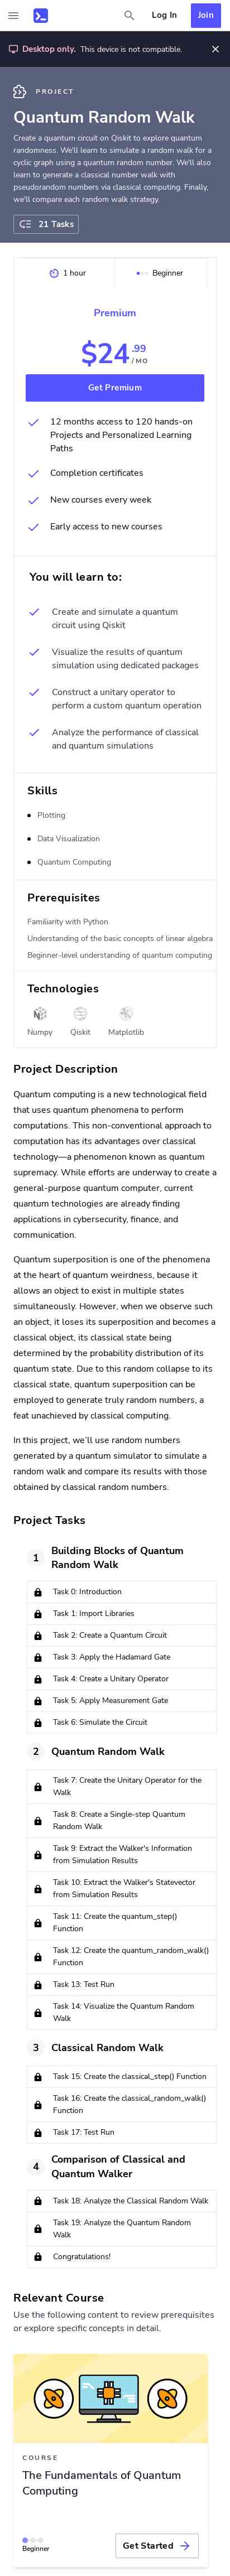 Log In
Join
Desktop only. This device is not compatible.
PROJECT
Quantum Random Walk
Create a quantum circuit on Qiskit to explore quantum
randomness. We'll learn to simulate a random walk for a
cyclic graph using a quantum random number. We'll also
learn to generate a classical number walk with
pseudorandom numbers via classical computing. Finally,
we'll compare each random walk strategy.
21 Tasks
1 hour
Beginner
Premium
$24.99
/ MO
Get Premium
12 months access to 120 hands-on
Projects and Personalized Learning
Paths
Completion certificates
New courses every week
Early access to new courses
You will learn to:
Create and simulate a quantum
circuit using Qiskit
Visualize the results of quantum
simulation using dedicated packages
Construct a unitary operator to
perform a custom quantum operation
Analyze the performance of classical
and quantum simulations
Skills
Plotting
Data Visualization
Quantum Computing
Prerequisites
Familiarity with Python
Understanding of the basic concepts of linear algebra
Beginner-level understanding of quantum computing
Technologies
Numpy
Qiskit
Matplotlib
Project Description
Quantum computing is a new technological field
that uses quantum phenomena to perform
computations. This non-conventional approach to
computation has its advantages over classical
technology—a phenomenon known as quantum
supremacy. While efforts are underway to create a
general-purpose quantum computer, current
quantum technologies are already finding
applications in cybersecurity, finance, and
communication.
Quantum superposition is one of the phenomena
at the heart of quantum weirdness, because it
allows an object to exist in multiple states
simultaneously. However, when we observe such
an object, it loses its superposition and becomes a
classical object, its classical state being
determined by the probability distribution of its
quantum state. Due to this random collapse to its
classical state, quantum superposition can be
employed to generate truly random numbers, a
feat unachieved by classical computing.
In this project, we'll use random numbers
generated by a quantum simulator to simulate a
random walk and compare its results with those
obtained by classical random numbers.
Project Tasks
1
Building Blocks of Quantum
Random Walk
Task 0: Introduction
Task 1: Import Libraries
Task 2: Create a Quantum Circuit
Task 3: Apply the Hadamard Gate
Task 4: Create a Unitary Operator
Task 5: Apply Measurement Gate
Task 6: Simulate the Circuit
2
Quantum Random Walk
Task 7: Create the Unitary Operator for the
Walk
Task 8: Create a Single-step Quantum
Random Walk
Task 9: Extract the Walker's Information
from Simulation Results
Task 10: Extract the Walker's Statevector
from Simulation Results
Task 11: Create the quantum_step()
Function
Task 12: Create the quantum_random_walk()
Function
Task 13: Test Run
Task 14: Visualize the Quantum Random
Walk
3
Classical Random Walk
Task 15: Create the classical_step() Function
Task 16: Create the classical_random_walk()
Function
Task 17: Test Run
4
Comparison of Classical and
Quantum Walker
Task 18: Analyze the Classical Random Walk
Task 19: Analyze the Quantum Random
Walk
Congratulations!
Relevant Course
Use the following content to review prerequisites
or explore specific concepts in detail.
COURSE
The Fundamentals of Quantum
Computing
Beginner
Get Started